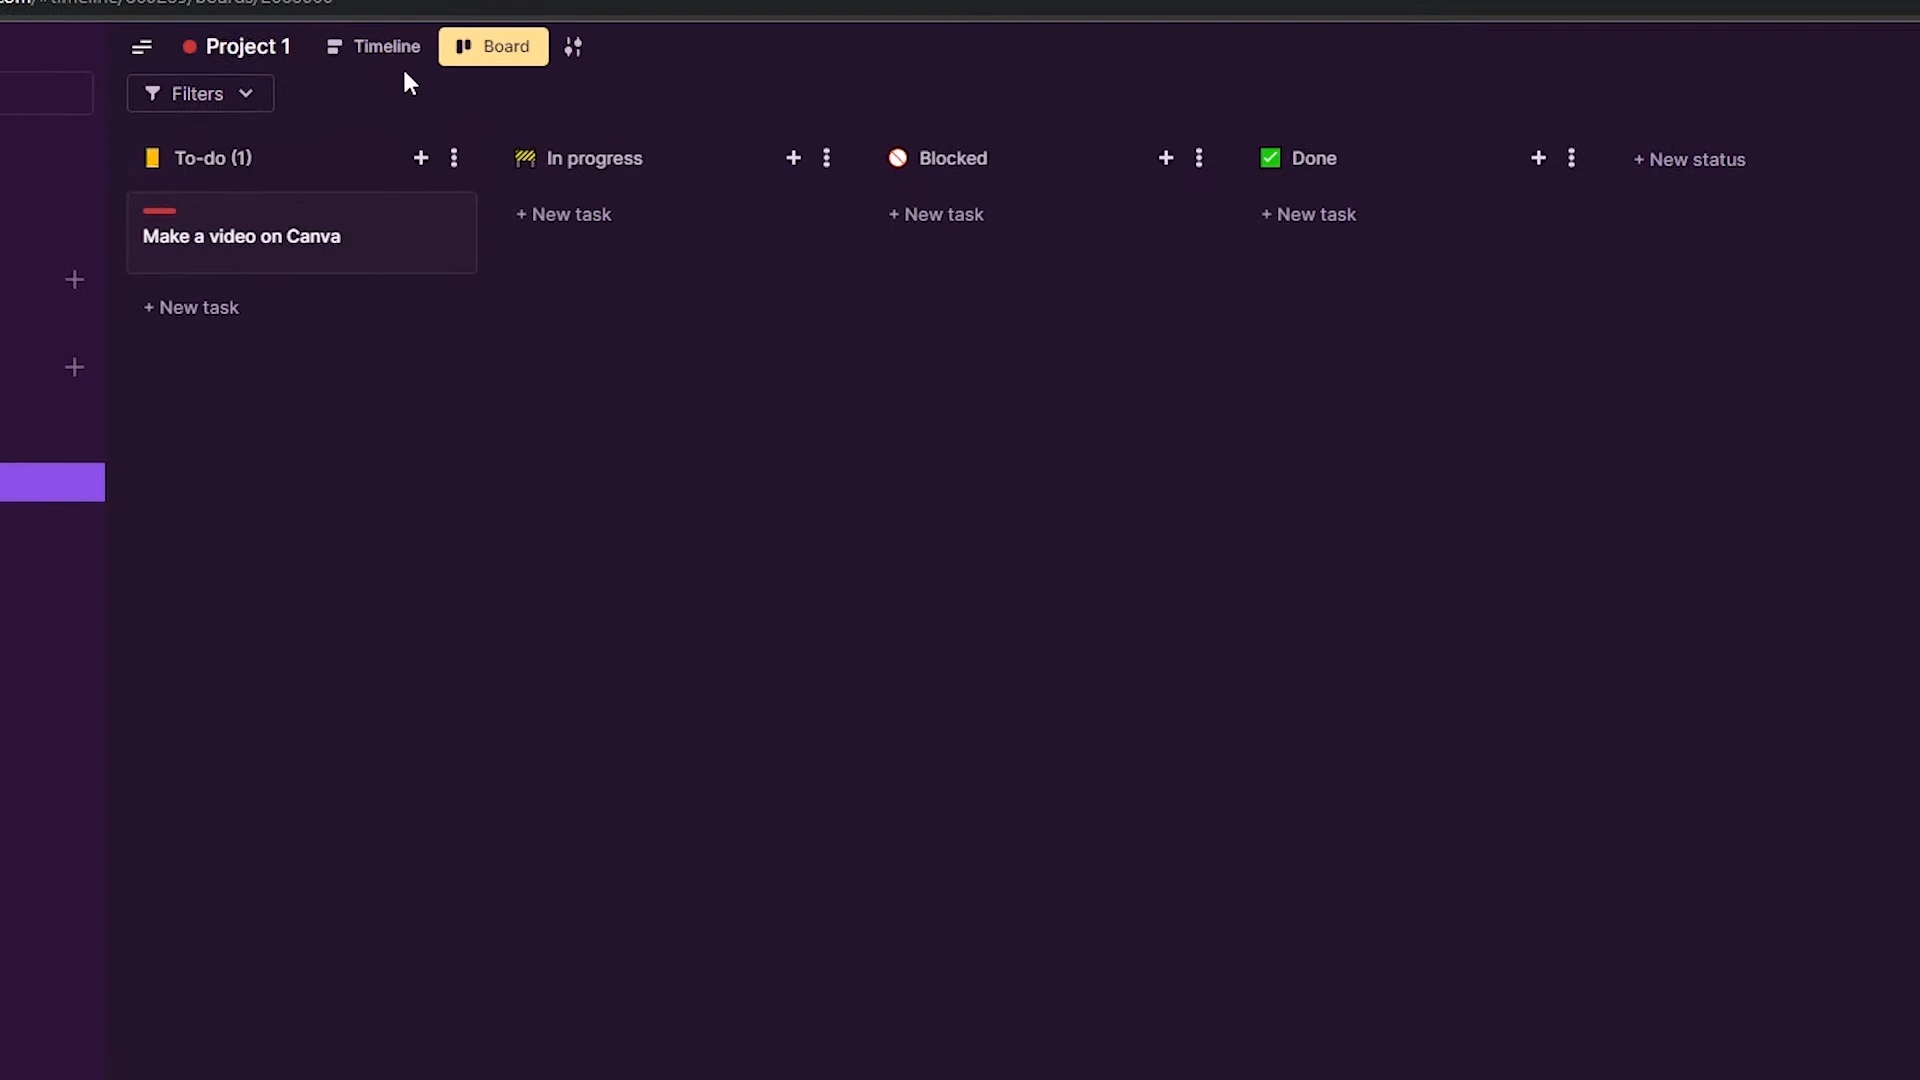 Project 1 Timeline Board
Filters
To-do (1) In progress Blocked Done + New status
Make a video on Canva
+ New task + New task + New task
+ New task